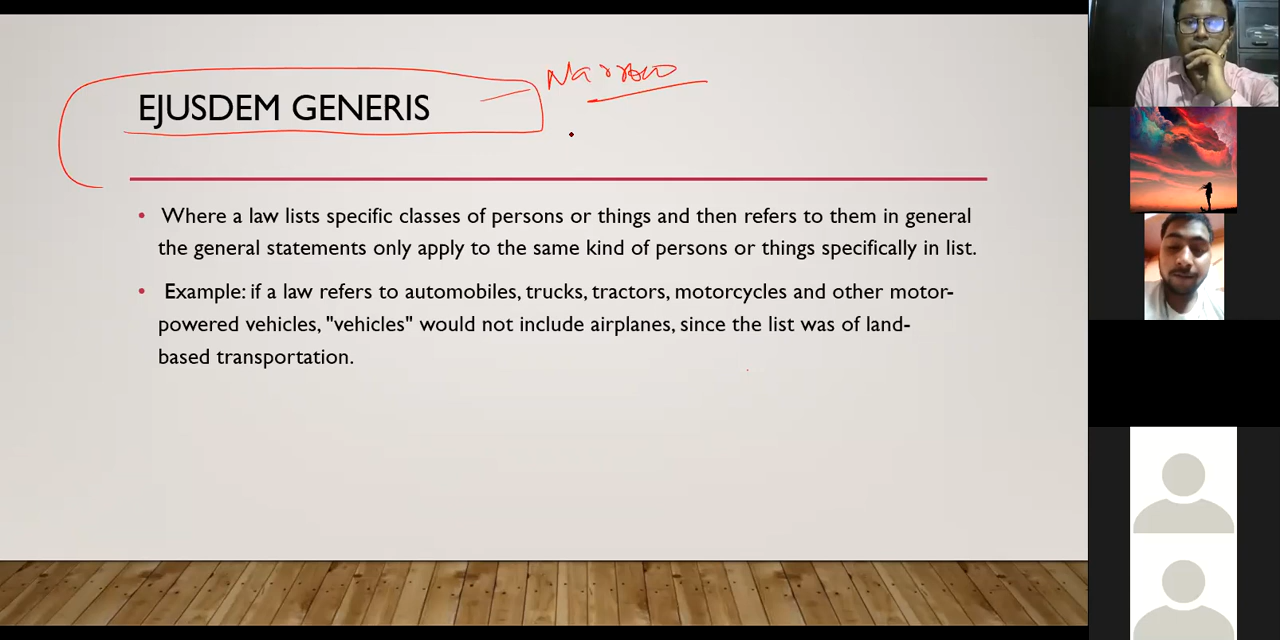 EJUSDEM GENERIS
Narrow
• Where a law lists specific classes of persons or things and then refers to them in general
the general statements only apply to the same kind of persons or things specifically in list.
• Example: if a law refers to automobiles, trucks, tractors, motorcycles and other motor-
powered vehicles, "vehicles" would not include airplanes, since the list was of land-
based transportation.